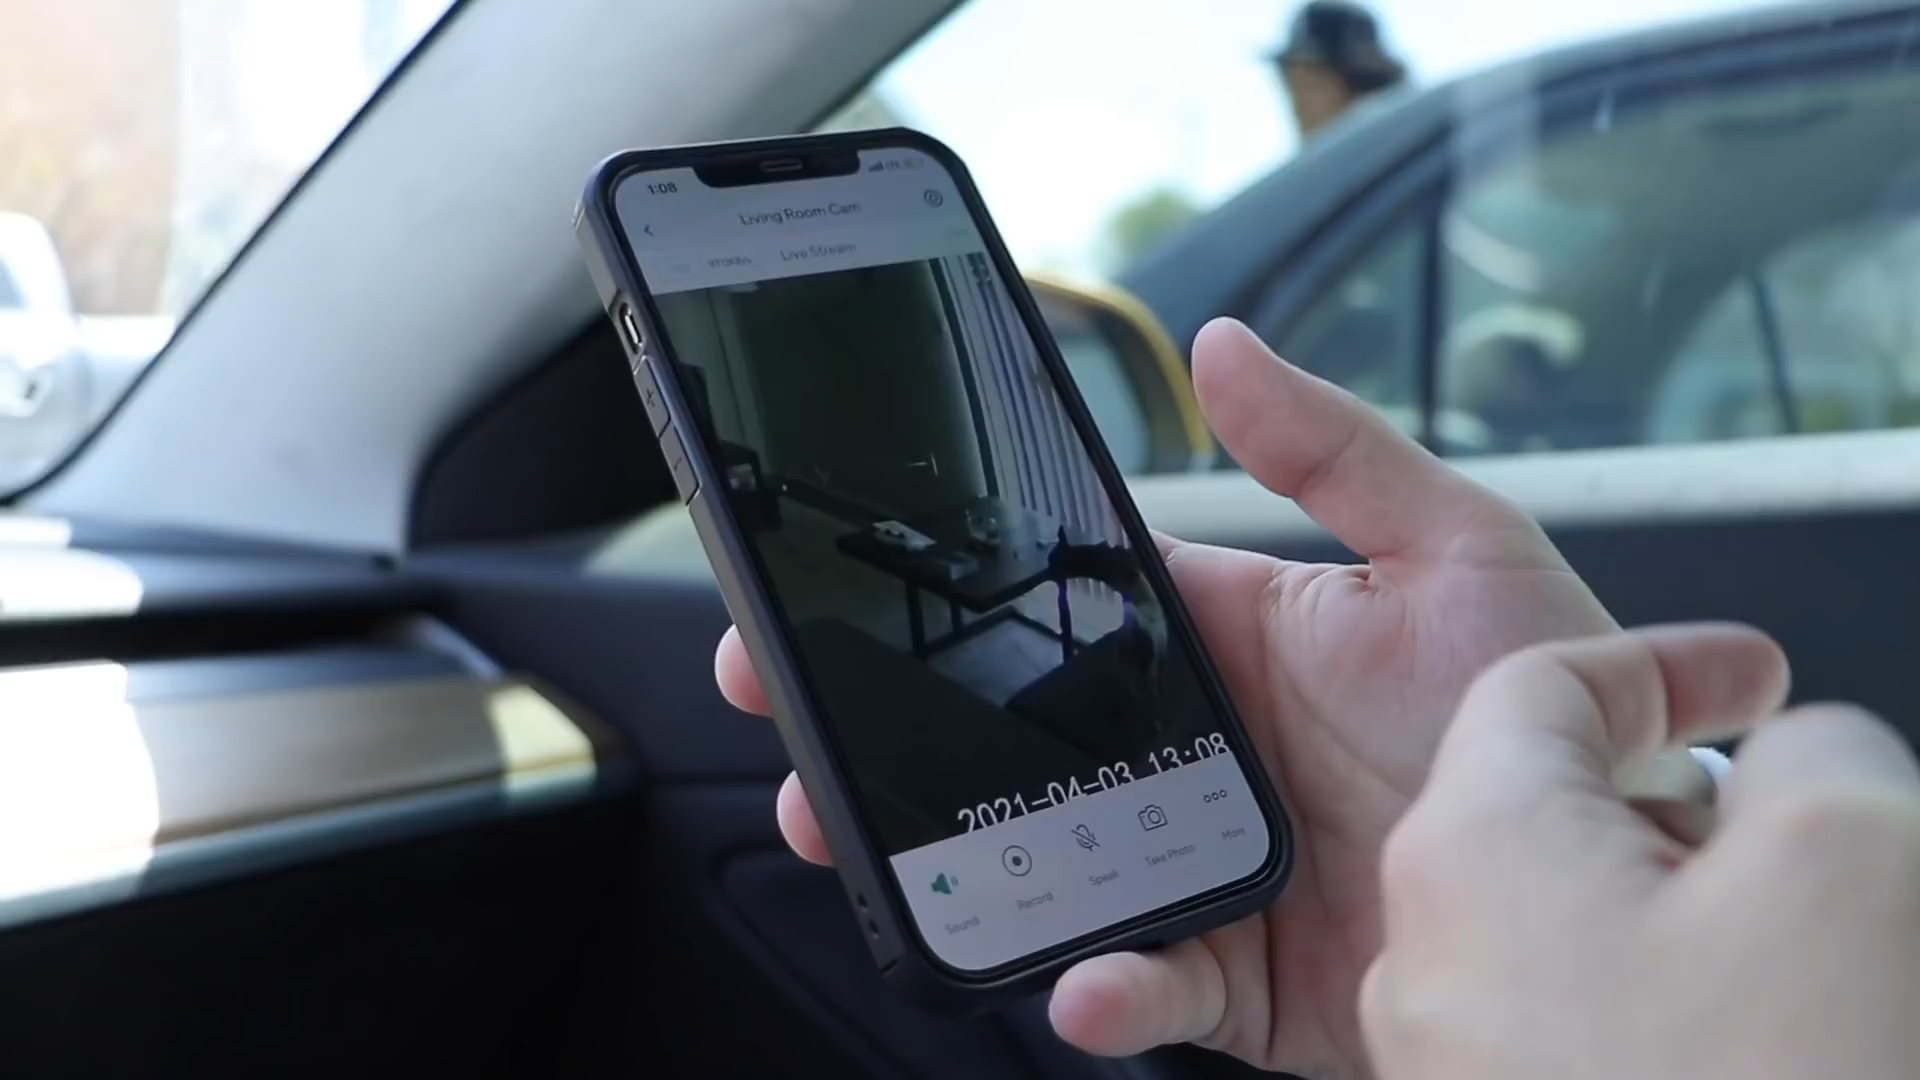 1:08
Living Room Cam
Live Stream
2021-04-03 13:08
Sound
Record
Speak
Take Photo
More